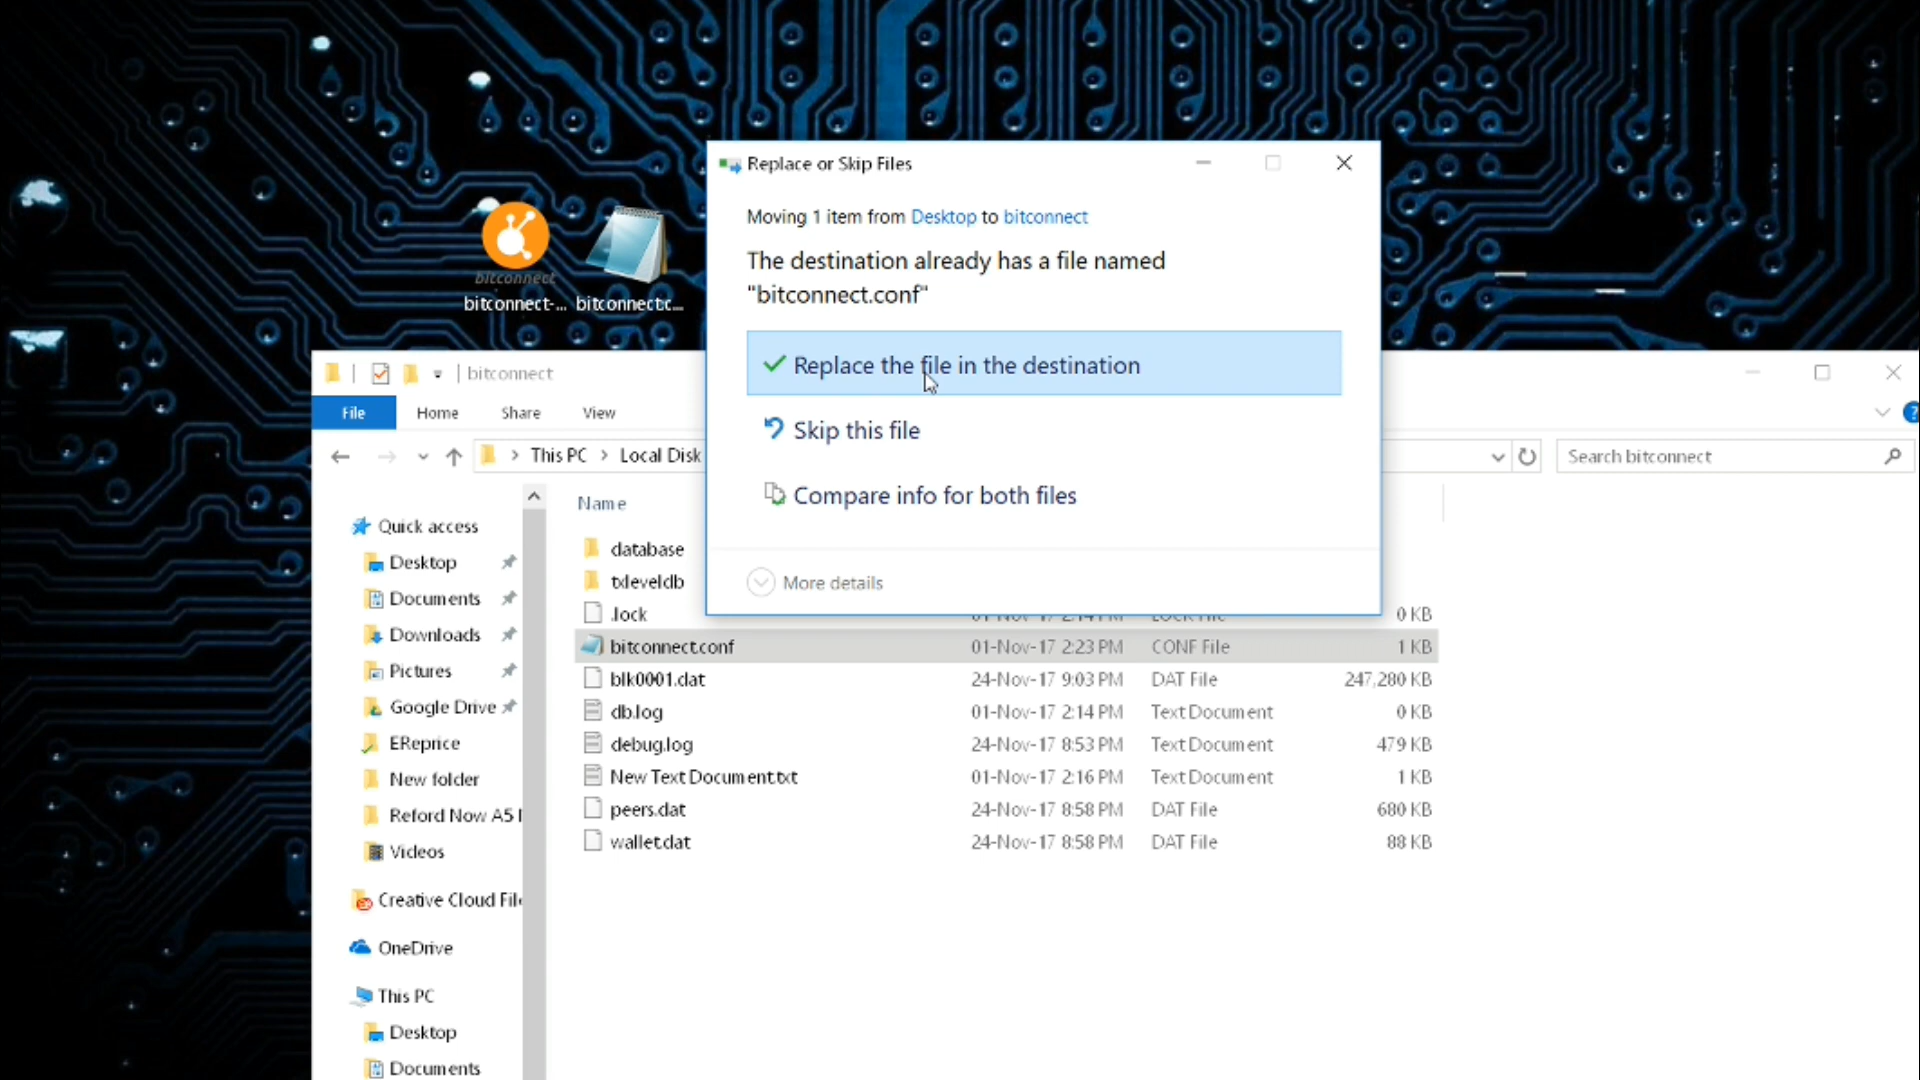 Replace or Skip Files
Moving 1 item from Desktop to bitconnect
The destination already has a file named
"bitconnect.conf"
Replace the file in the destination
Skip this file
Compare info for both files
More details
bitconnect
bitconnect-... bitconnect.c...
bitconnect
File Home Share View
This PC Local Disk
Search bitconnect
Name
Quick access
Desktop
Documents
Downloads
Pictures
Google Drive
EReprice
New folder
Reford Now A5
Videos
Creative Cloud File
OneDrive
This PC
Desktop
Documents
database
txleveldb
.lock 01-Nov-17 2:14 PM LOCK File 0 KB
bitconnect.conf 01-Nov-17 2:23 PM CONF File 1 KB
blk0001.dat 24-Nov-17 9:03 PM DAT File 247,280 KB
db.log 01-Nov-17 2:14 PM Text Document 0 KB
debug.log 24-Nov-17 8:53 PM Text Document 479 KB
New Text Document.txt 01-Nov-17 2:16 PM Text Document 1 KB
peers.dat 24-Nov-17 8:58 PM DAT File 680 KB
wallet.dat 24-Nov-17 8:58 PM DAT File 88 KB